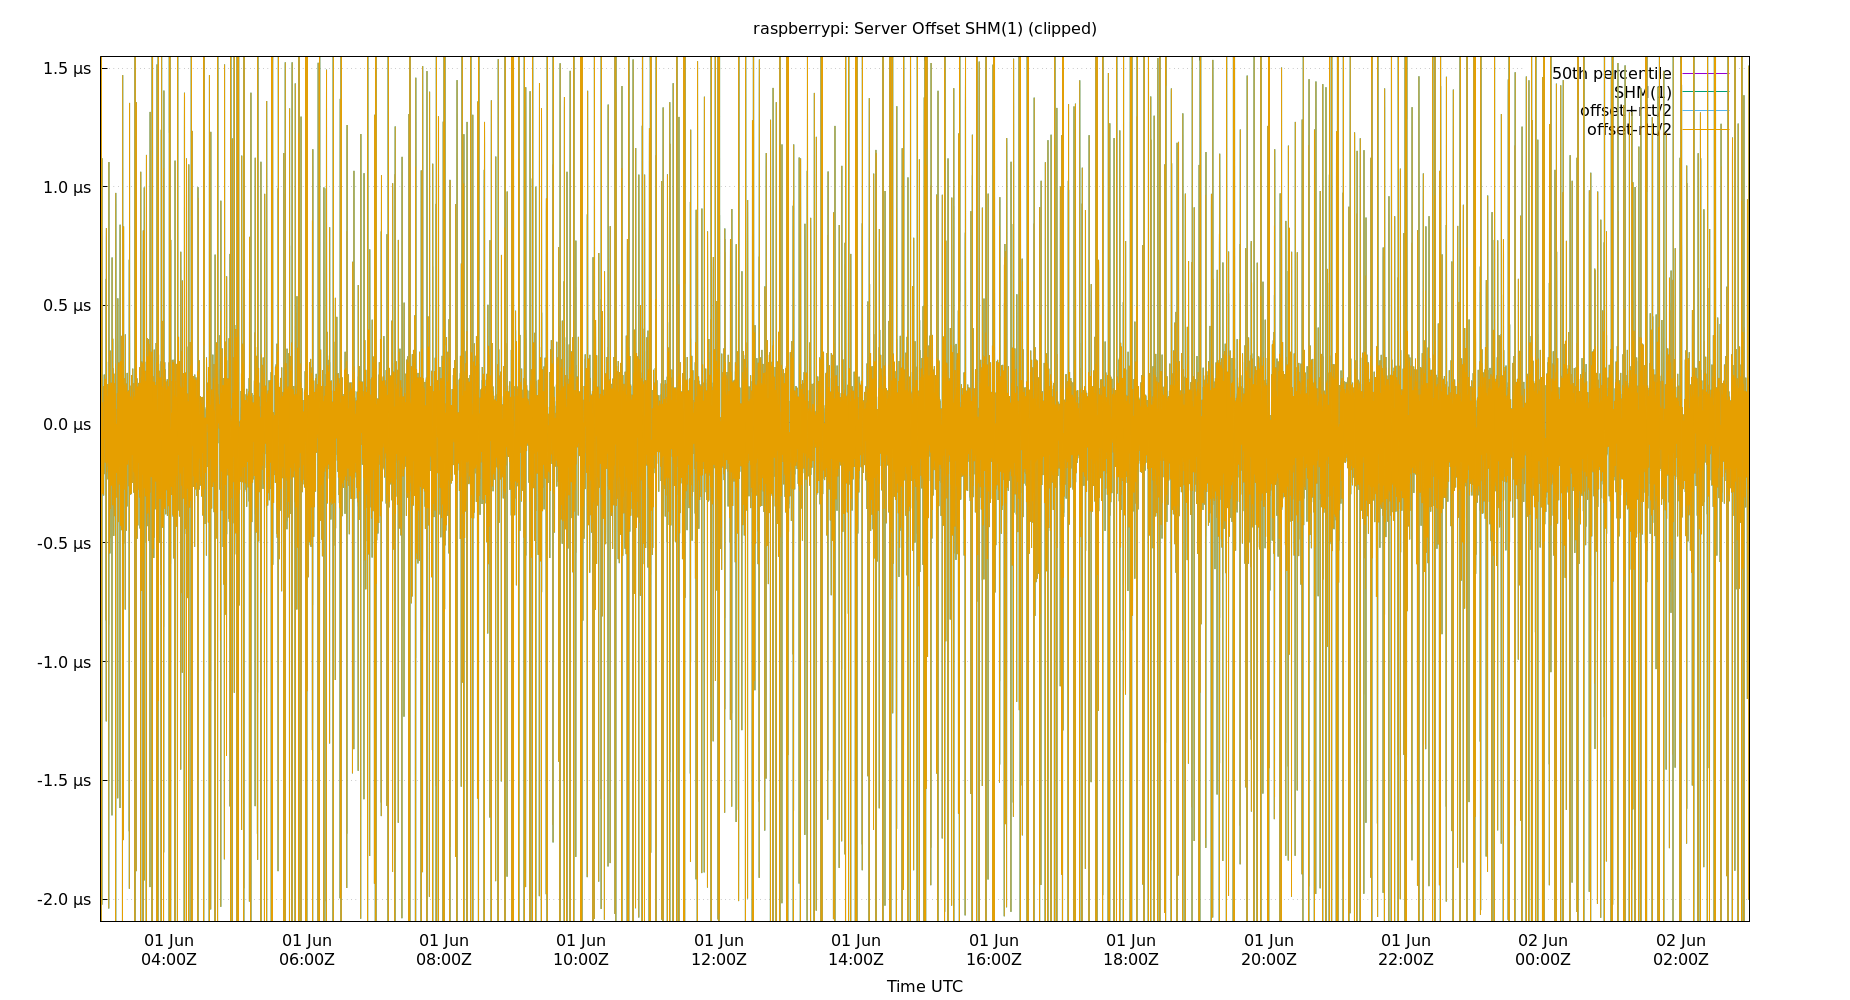 raspberrypi: Server Offset SHM(1) (clipped)
1.5 µs
1.0 µs
0.5 µs
0.0 µs
-0.5 µs
-1.0 µs
-1.5 µs
-2.0 µs
50th percentile
SHM(1)
offset+rtt/2
offset-rtt/2
01 Jun 01 Jun 01 Jun 01 Jun 01 Jun 01 Jun 01 Jun 01 Jun 01 Jun 01 Jun 02 Jun 02 Jun
04:00Z 06:00Z 08:00Z 10:00Z 12:00Z 14:00Z 16:00Z 18:00Z 20:00Z 22:00Z 00:00Z 02:00Z
Time UTC